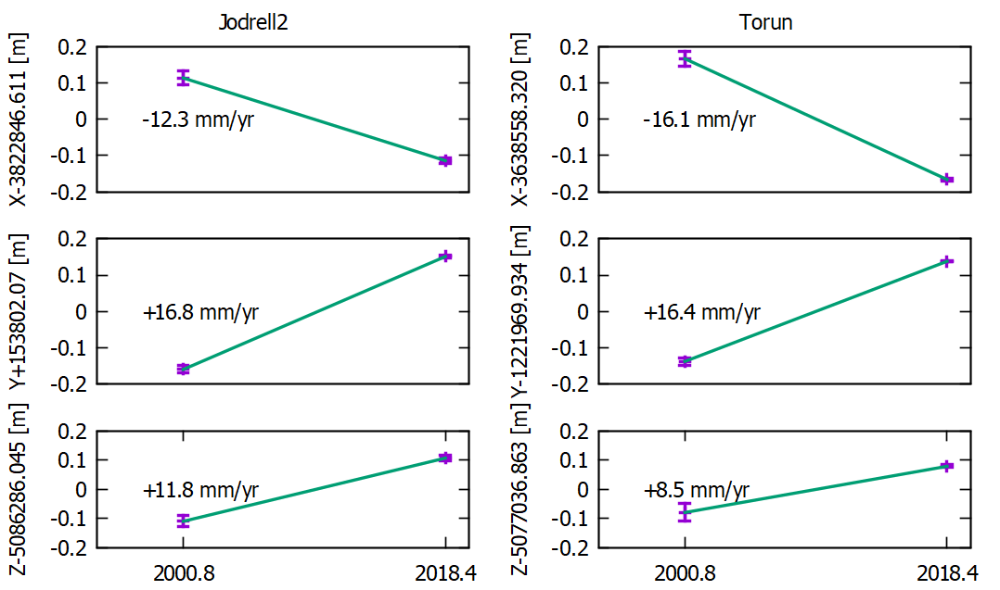 Jodrell2
X-3822846.611 [m]
0.2
0.1
0
-0.1
-0.2
-12.3 mm/yr
Y+153802.07 [m]
0.2
0.1
0
-0.1
-0.2
+16.8 mm/yr
Z-5086286.045 [m]
0.2
0.1
0
-0.1
-0.2
+11.8 mm/yr
2000.8
2018.4
Torun
X-3638558.320 [m]
0.2
0.1
0
-0.1
-0.2
-16.1 mm/yr
Y-1221969.934 [m]
0.2
0.1
0
-0.1
-0.2
+16.4 mm/yr
Z-5077036.863 [m]
0.2
0.1
0
-0.1
-0.2
+8.5 mm/yr
2000.8
2018.4